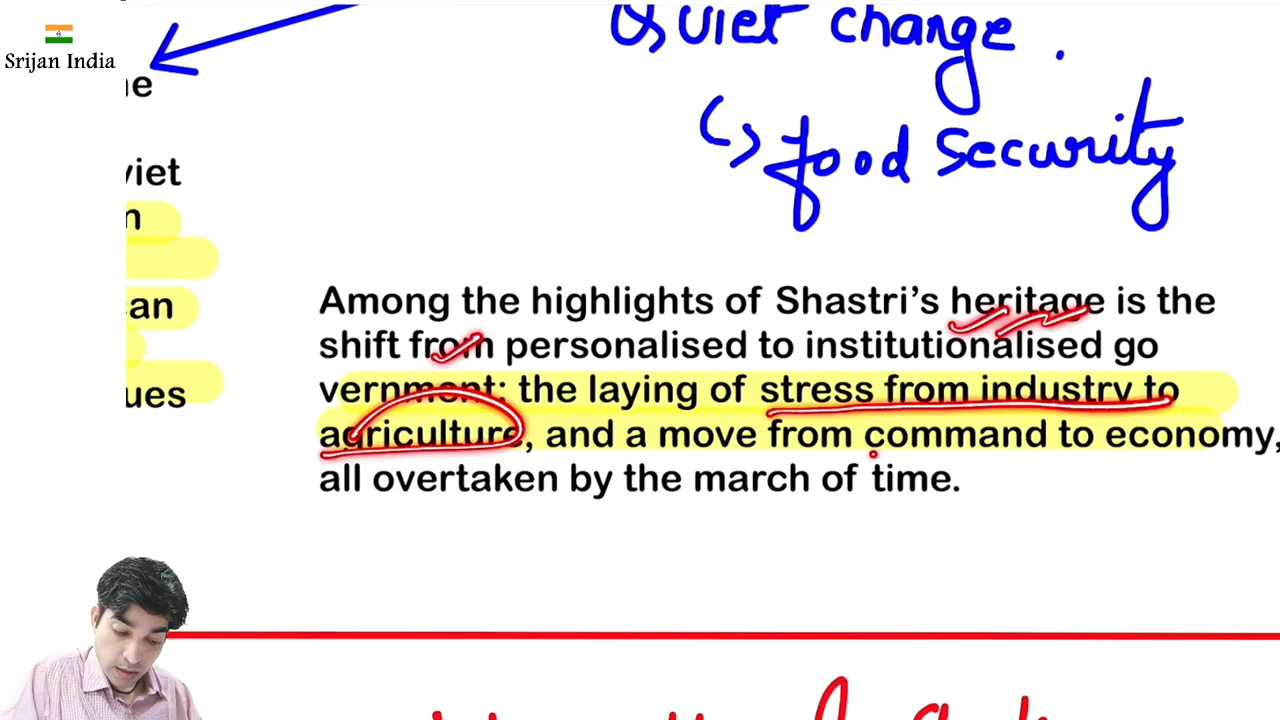 Srijan India
Quiet change.
food security
ne
viet
n
can
ues
Among the highlights of Shastri's heritage is the
shift from personalised to institutionalised go
vernment; the laying of stress from industry to
agriculture, and a move from command to economy,
all overtaken by the march of time.